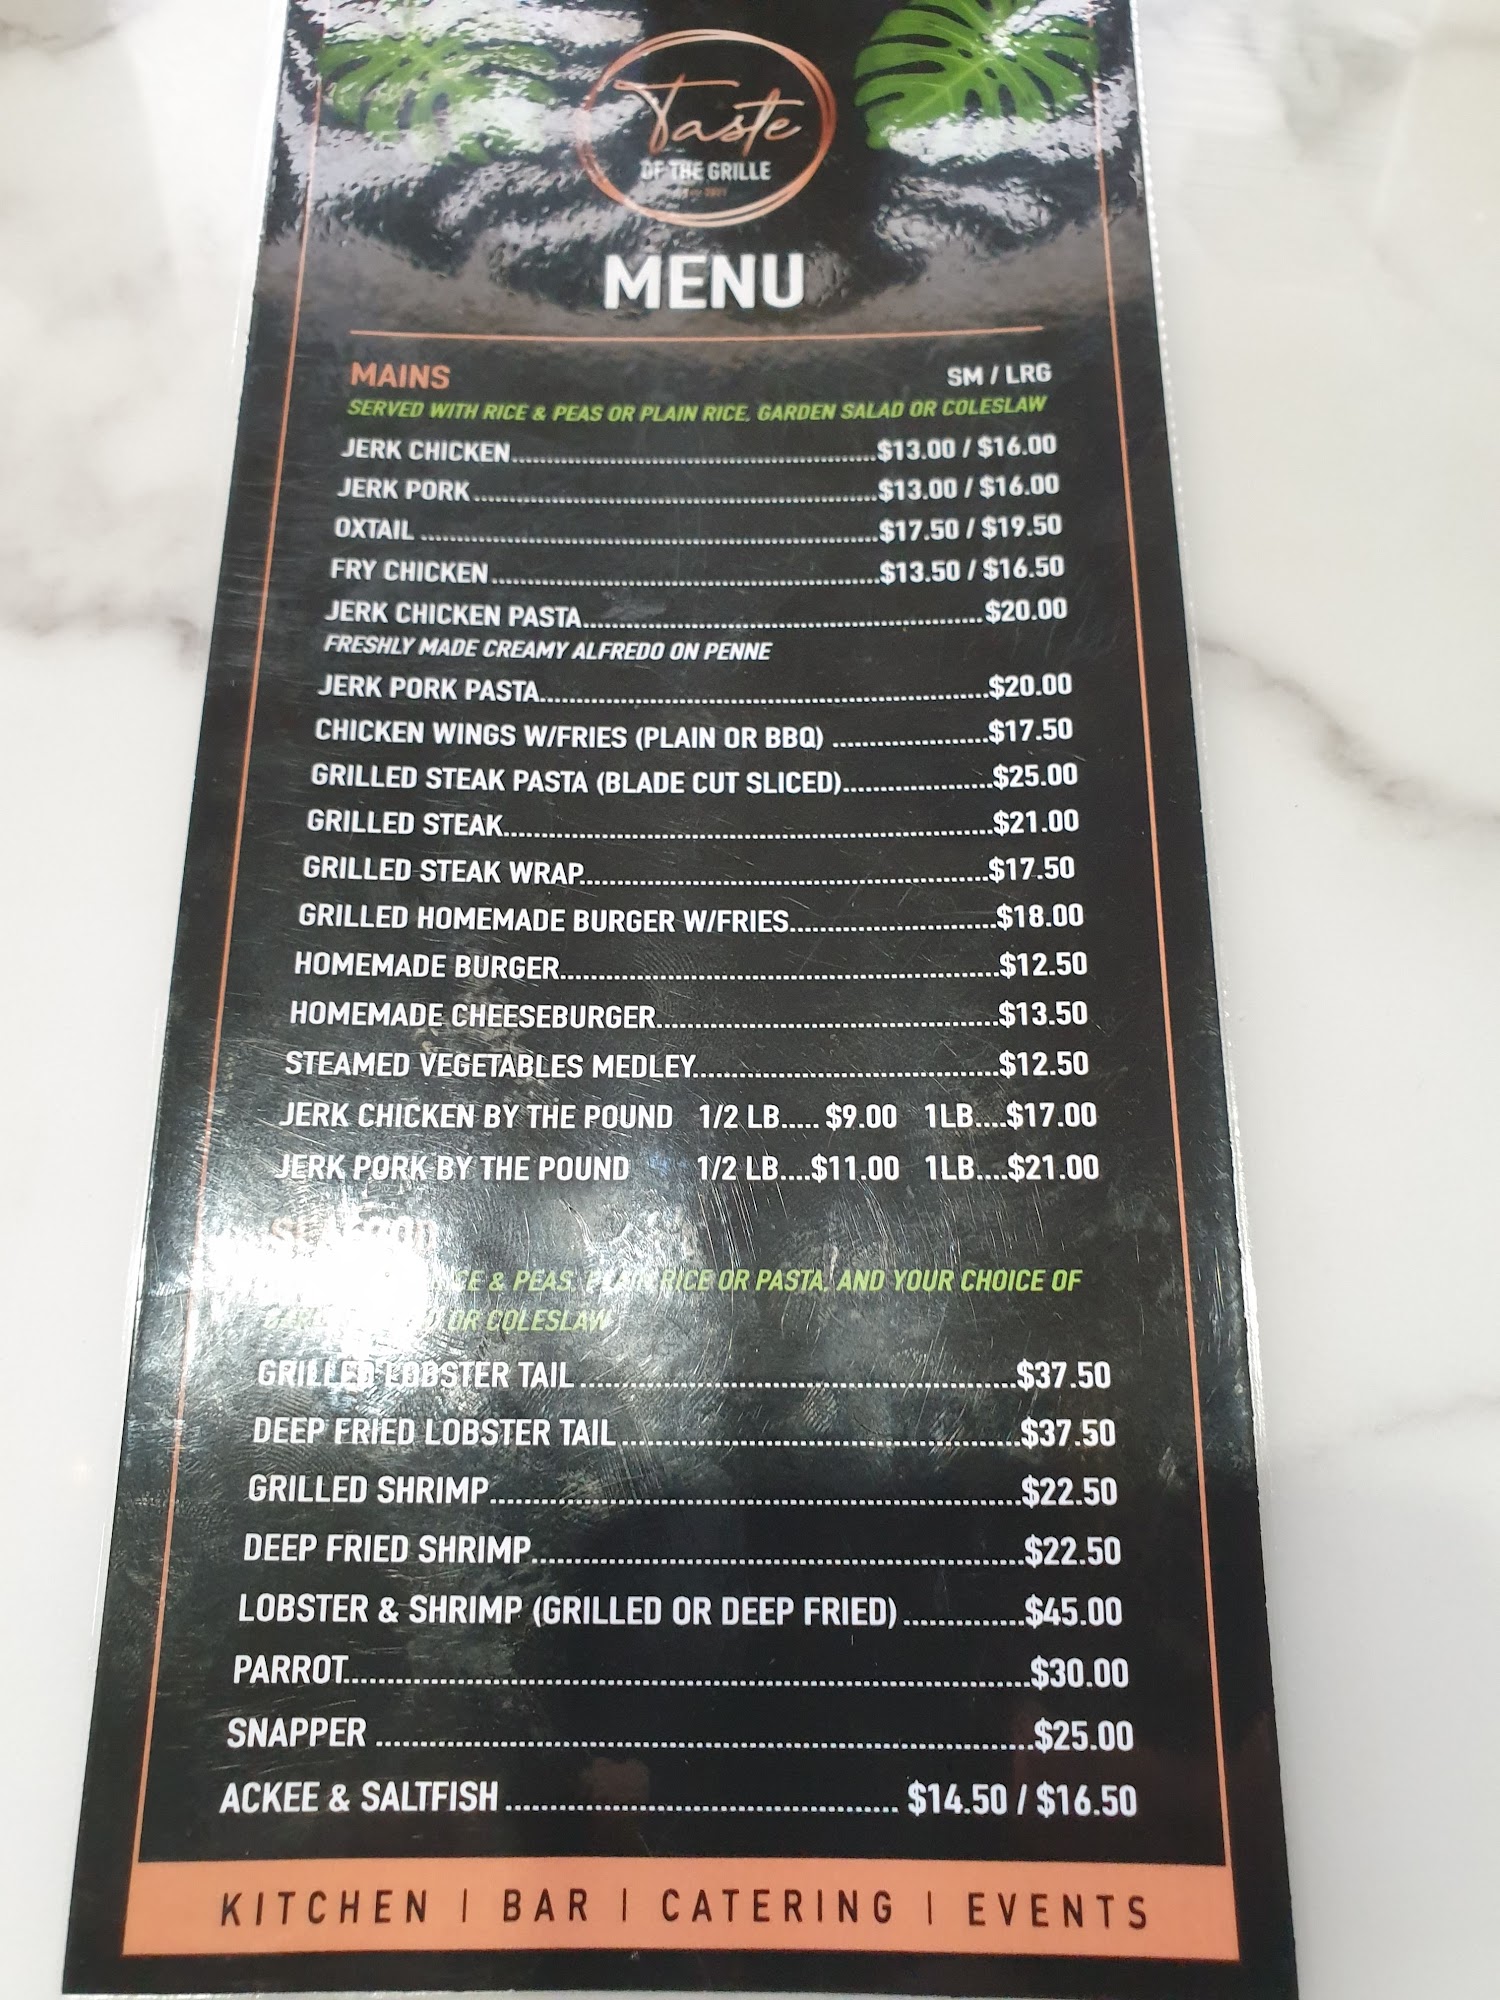 Taste
OF THE GRILLE
MENU
MAINS SM / LRG
SERVED WITH RICE & PEAS OR PLAIN RICE, GARDEN SALAD OR COLESLAW
JERK CHICKEN $13.00 / $16.00
JERK PORK $13.00 / $16.00
OXTAIL $17.50 / $19.50
FRY CHICKEN $13.50 / $16.50
JERK CHICKEN PASTA $20.00
FRESHLY MADE CREAMY ALFREDO ON PENNE
JERK PORK PASTA $20.00
CHICKEN WINGS W/FRIES (PLAIN OR BBQ) $17.50
GRILLED STEAK PASTA (BLADE CUT SLICED) $25.00
GRILLED STEAK $21.00
GRILLED STEAK WRAP $17.50
GRILLED HOMEMADE BURGER W/FRIES $18.00
HOMEMADE BURGER $12.50
HOMEMADE CHEESEBURGER $13.50
STEAMED VEGETABLES MEDLEY $12.50
JERK CHICKEN BY THE POUND 1/2 LB..... $9.00 1LB....$17.00
JERK PORK BY THE POUND 1/2 LB....$11.00 1LB....$21.00
SEAFOOD
& PEAS, PLAIN RICE OR PASTA, AND YOUR CHOICE OF
OR COLESLAW
GRILLED LOBSTER TAIL $37.50
DEEP FRIED LOBSTER TAIL $37.50
GRILLED SHRIMP $22.50
DEEP FRIED SHRIMP $22.50
LOBSTER & SHRIMP (GRILLED OR DEEP FRIED) $45.00
PARROT $30.00
SNAPPER $25.00
ACKEE & SALTFISH $14.50 / $16.50
KITCHEN | BAR | CATERING | EVENTS